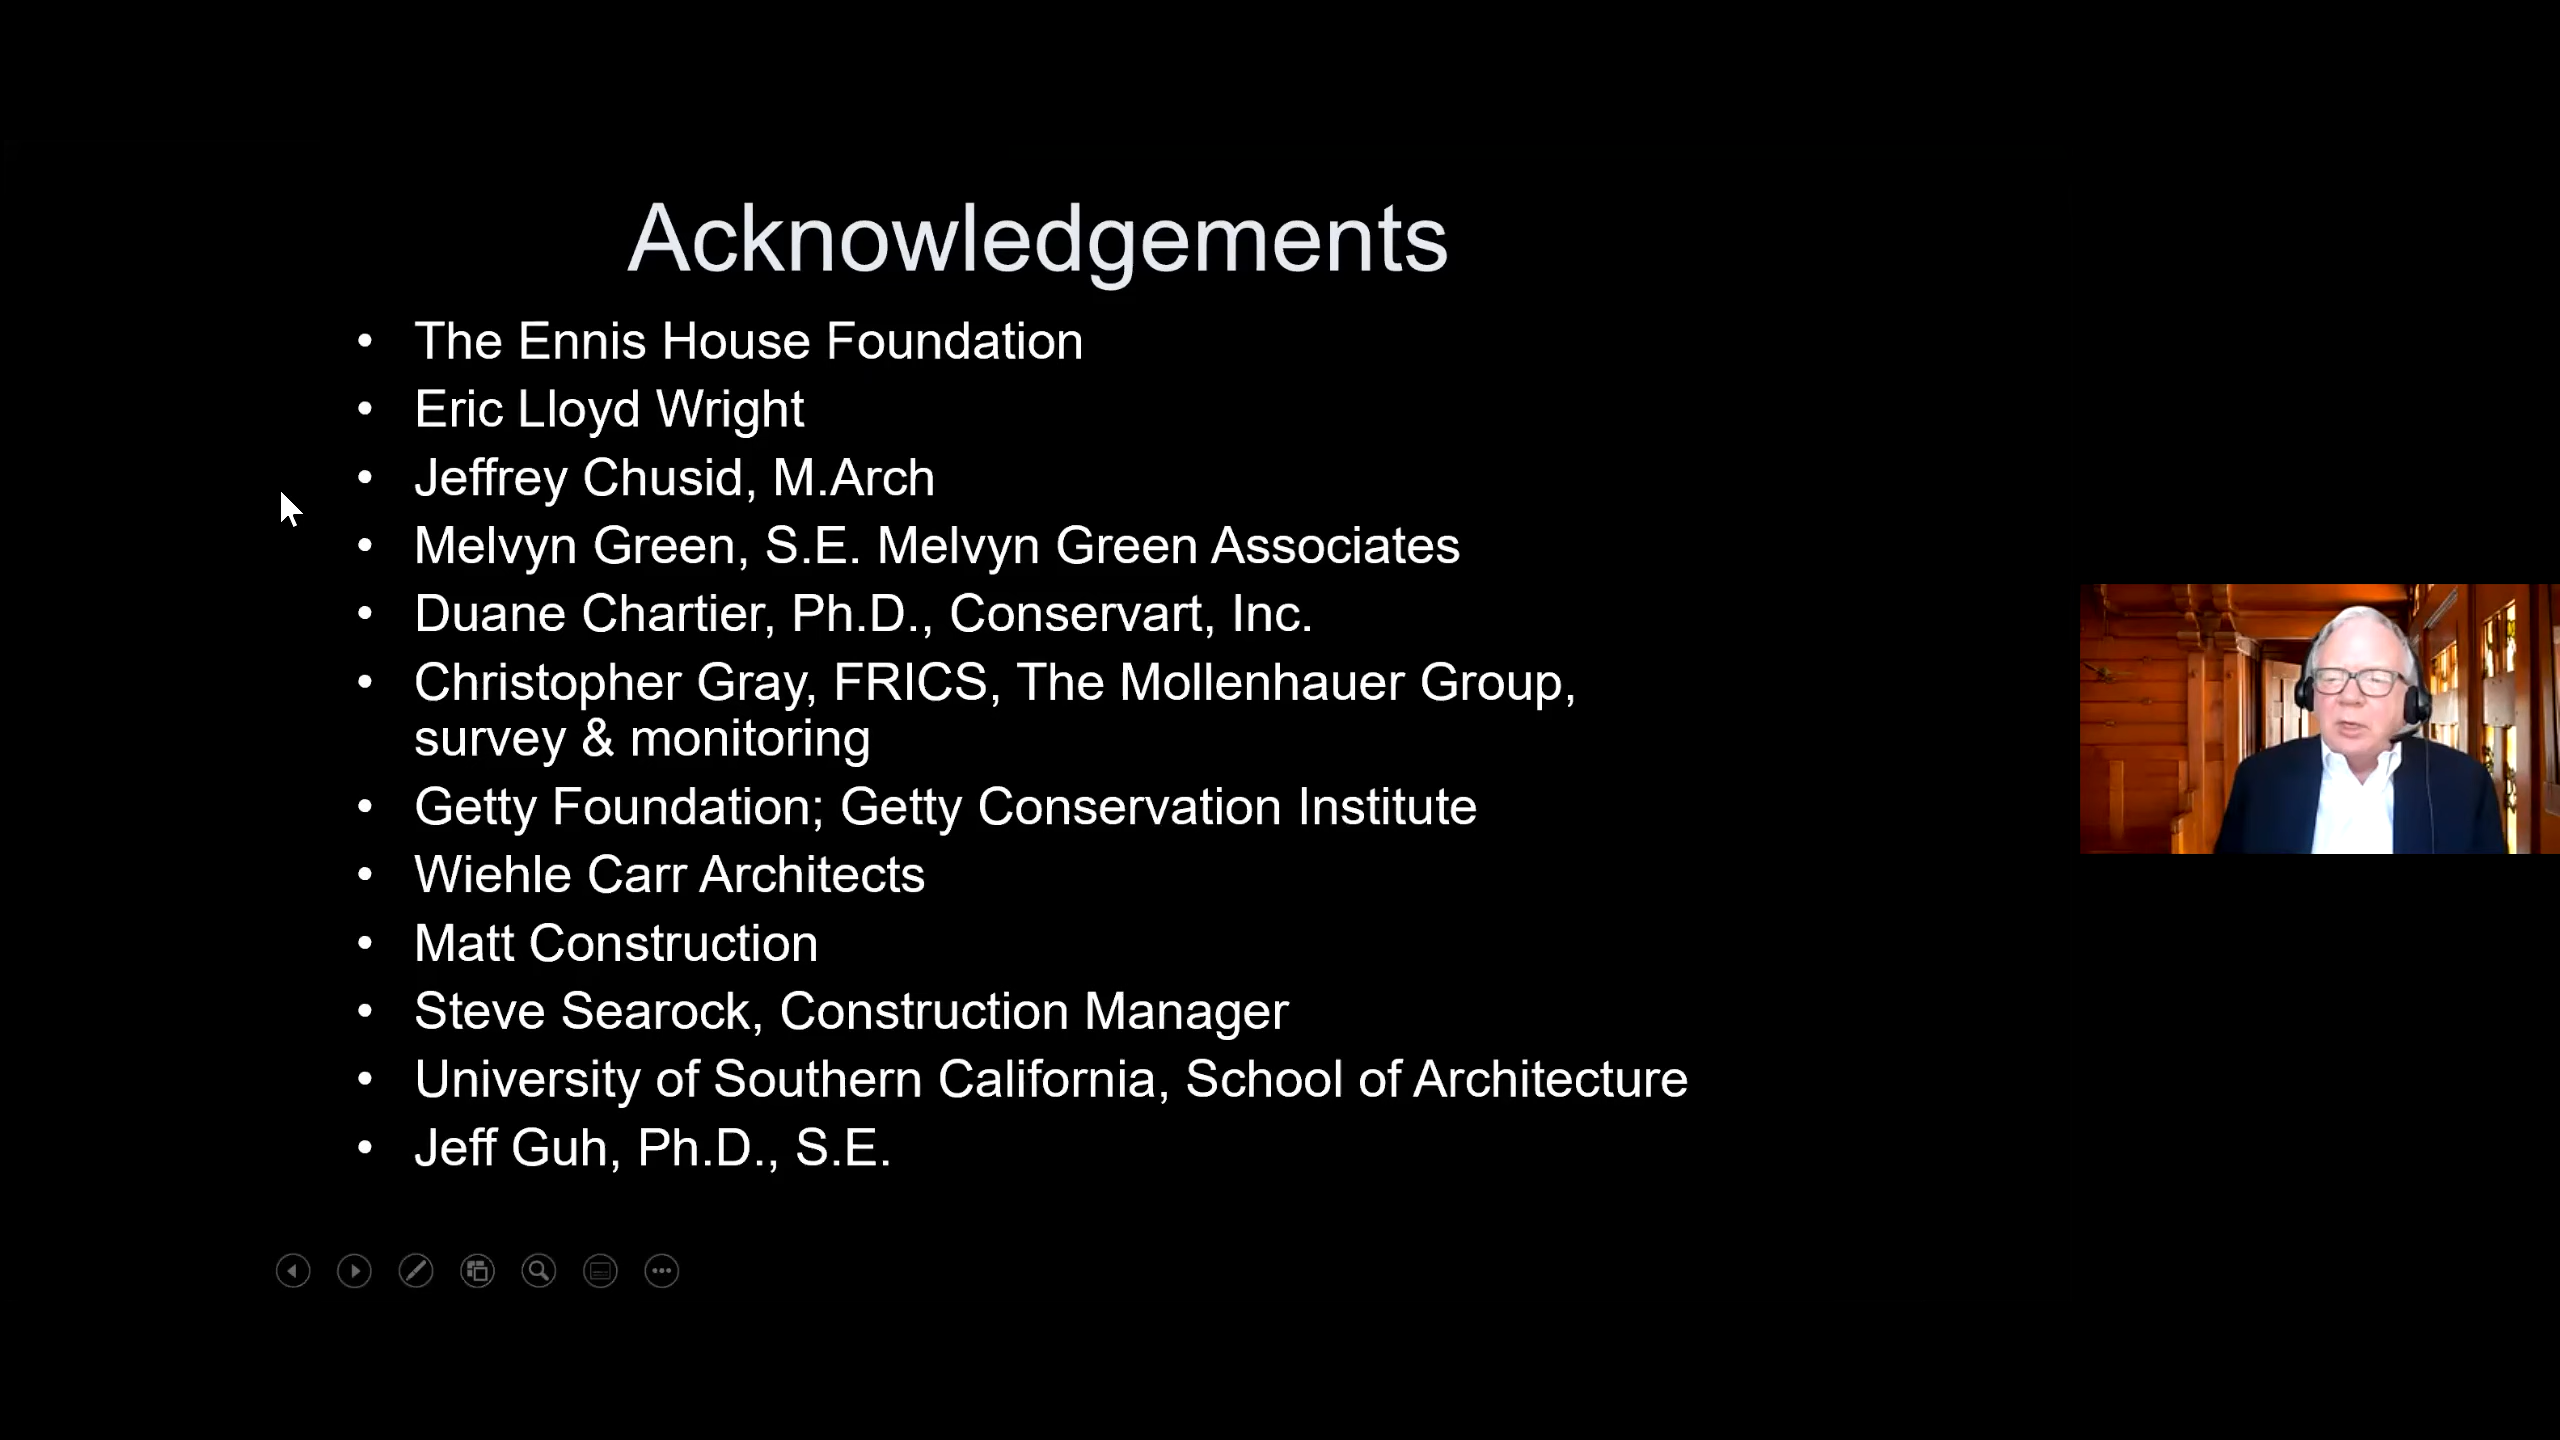 Acknowledgements
• The Ennis House Foundation
• Eric Lloyd Wright
• Jeffrey Chusid, M.Arch
• Melvyn Green, S.E. Melvyn Green Associates
• Duane Chartier, Ph.D., Conservart, Inc.
• Christopher Gray, FRICS, The Mollenhauer Group,
survey & monitoring
• Getty Foundation; Getty Conservation Institute
• Wiehle Carr Architects
• Matt Construction
• Steve Searock, Construction Manager
• University of Southern California, School of Architecture
• Jeff Guh, Ph.D., S.E.